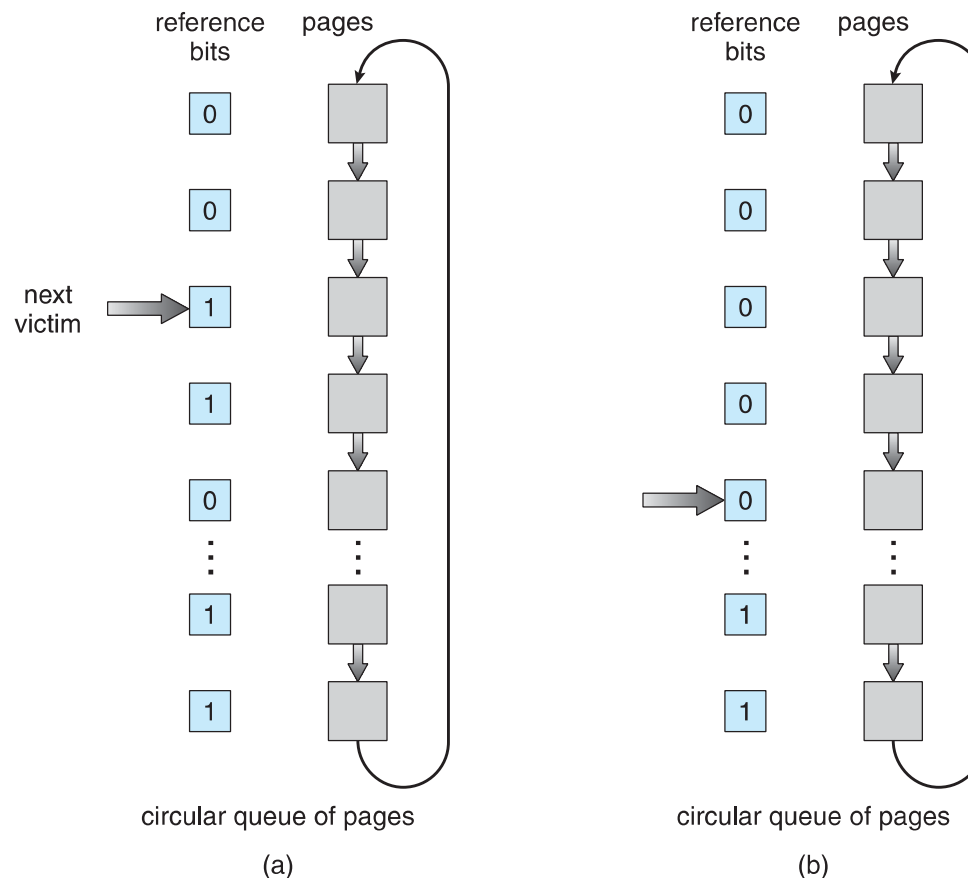 reference
bits
pages
0
0
next
victim
1
1
0
1
1
circular queue of pages
(a)
reference
bits
pages
0
0
0
0
0
1
1
circular queue of pages
(b)